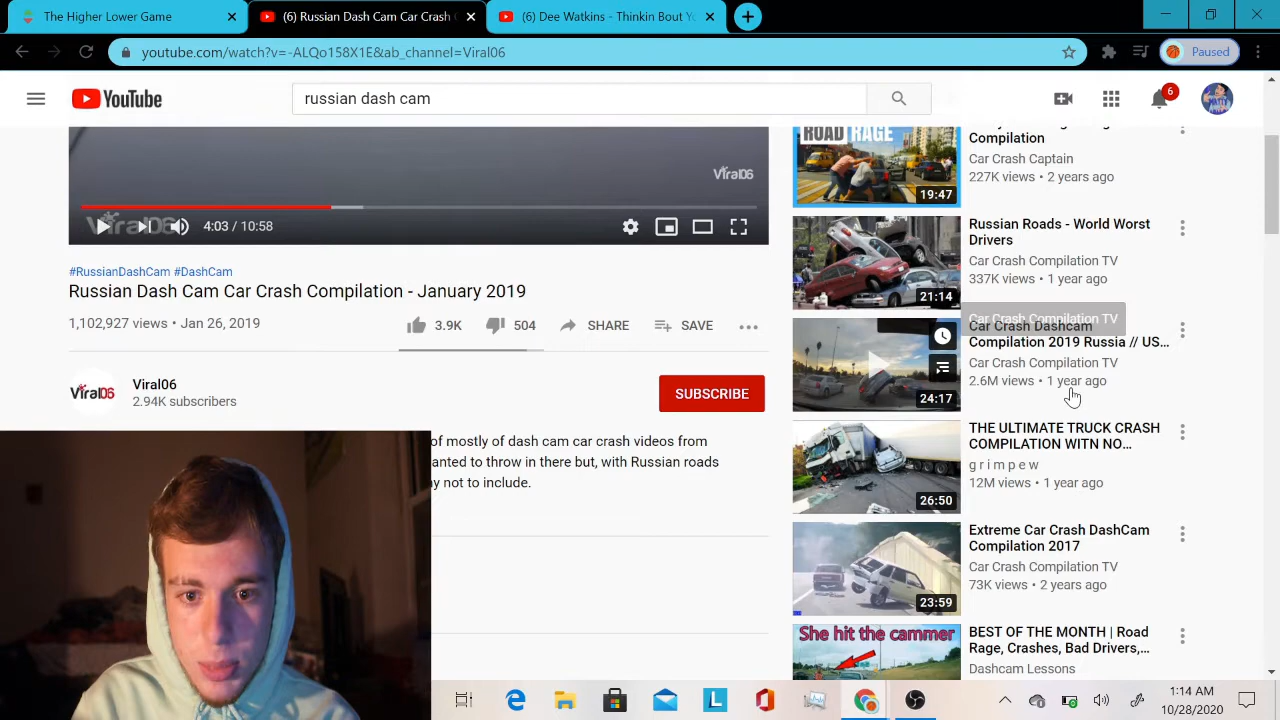 The Higher Lower Game
(6) Russian Dash Cam Car Crash
(6) Dee Watkins - Thinkin Bout Y
youtube.com/watch?v=-ALQo158X1E&ab_channel=Viral06
Paused
YouTube
russian dash cam
6
Viral06
4:03 / 10:58
#RussianDashCam #DashCam
Russian Dash Cam Car Crash Compilation - January 2019
1,102,927 views • Jan 26, 2019
3.9K
504
SHARE
SAVE
Viral06
Viral06
2.94K subscribers
SUBSCRIBE
of mostly of dash cam car crash videos from
anted to throw in there but, with Russian roads
y not to include.
ROAD RAGE
19:47
Compilation
Car Crash Captain
227K views • 2 years ago
21:14
Russian Roads - World Worst
Drivers
Car Crash Compilation TV
337K views • 1 year ago
Car Crash Compilation TV
24:17
Car Crash Dashcam
Compilation 2019 Russia // US...
Car Crash Compilation TV
2.6M views • 1 year ago
26:50
THE ULTIMATE TRUCK CRASH
COMPILATION WITN NO...
g r i m p e w
12M views • 1 year ago
23:59
Extreme Car Crash DashCam
Compilation 2017
Car Crash Compilation TV
73K views • 2 years ago
She hit the cammer
BEST OF THE MONTH | Road
Rage, Crashes, Bad Drivers,...
Dashcam Lessons
L
1:14 AM
10/28/2020